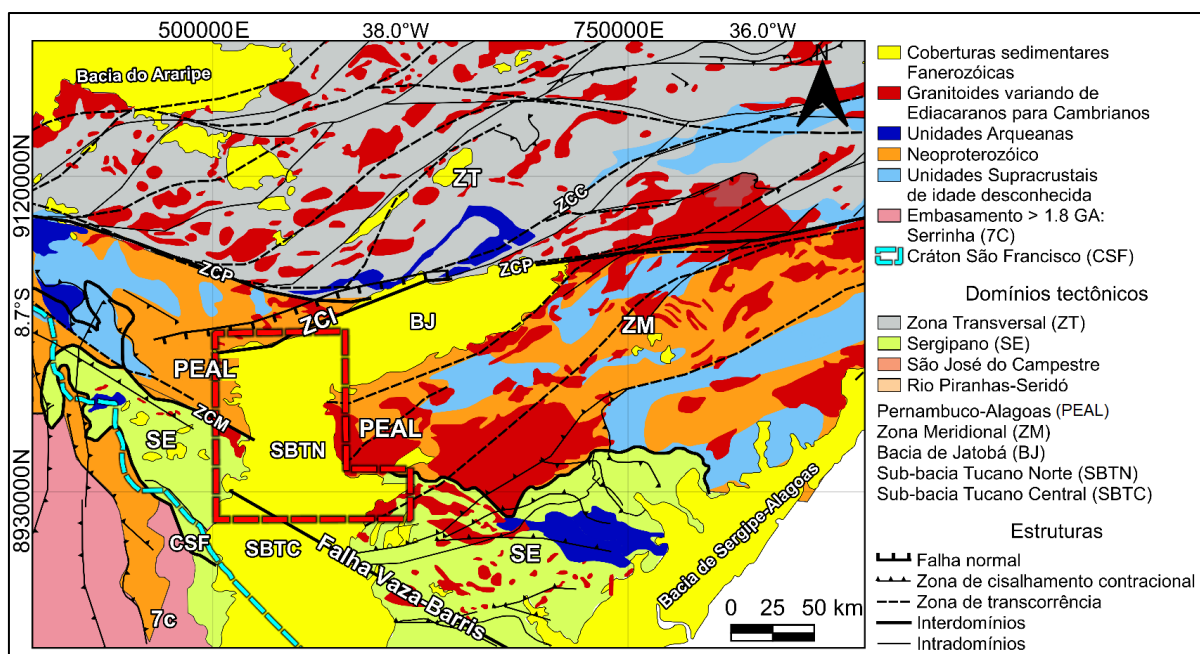 500000E 38.0°W 750000E 36.0°W
Bacia do Araripe
N
ZT
9112000N
ZCC
ZCP
ZCP
8.7°S
ZCI
BJ
ZM
PEAL
ZCM
PEAL
SE
SBTN
8930000N
CSF
SBTC
Falha Vaza-Barris
SE
Bacia de Sergipe-Alagoas
7c
0 25 50 km
Coberturas sedimentares
Fanerozóicas
Granitoides variando de
Ediacaranos para Cambrianos
Unidades Arqueanas
Neoproterozóico
Unidades Supracrustais
de idade desconhecida
Embasamento > 1.8 GA:
Serrinha (7C)
Cráton São Francisco (CSF)
Domínios tectônicos
Zona Transversal (ZT)
Sergipano (SE)
São José do Campestre
Rio Piranhas-Seridó
Pernambuco-Alagoas (PEAL)
Zona Meridional (ZM)
Bacia de Jatobá (BJ)
Sub-bacia Tucano Norte (SBTN)
Sub-bacia Tucano Central (SBTC)
Estruturas
Falha normal
Zona de cisalhamento contracional
Zona de transcorrência
Interdomínios
Intradomínios